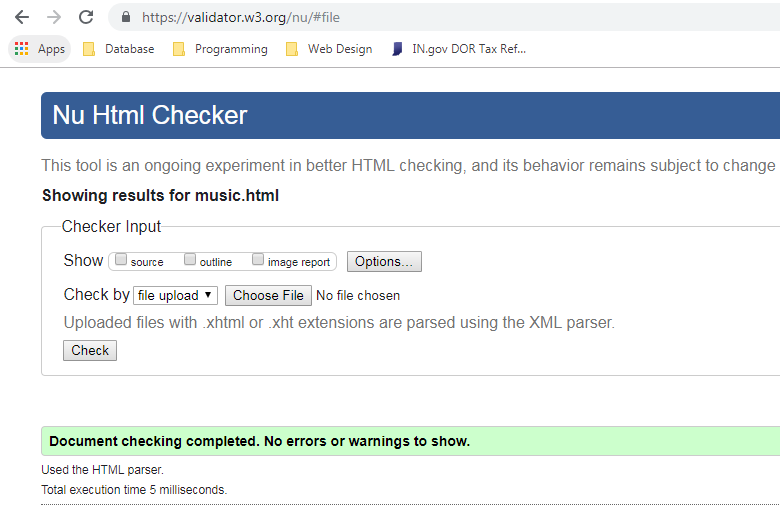 https://validator.w3.org/nu/#file
Apps Database Programming Web Design IN.gov DOR Tax Ref...
Nu Html Checker
This tool is an ongoing experiment in better HTML checking, and its behavior remains subject to change
Showing results for music.html
Checker Input
Show source outline image report Options...
Check by file upload Choose File No file chosen
Uploaded files with .xhtml or .xht extensions are parsed using the XML parser.
Check
Document checking completed. No errors or warnings to show.
Used the HTML parser.
Total execution time 5 milliseconds.